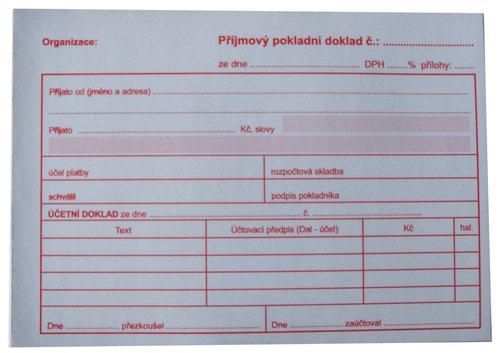 Organizace: Příjmový pokladní doklad č.: ..............................
ze dne .......................... DPH .......% přílohy: .......
Přijato od (jméno a adresa) ..........................................................................................
..................................................................................................................................
Přijato ........................................ Kč, slovy
účel platby rozpočtová skladba
schválil podpis pokladníka
ÚČETNÍ DOKLAD ze dne .......................................... č. ................................
Text Účtovací předpis (Dal - účet) Kč hal.
Dne .................. přezkoušel .......................... Dne .................. zaúčtoval ..........................